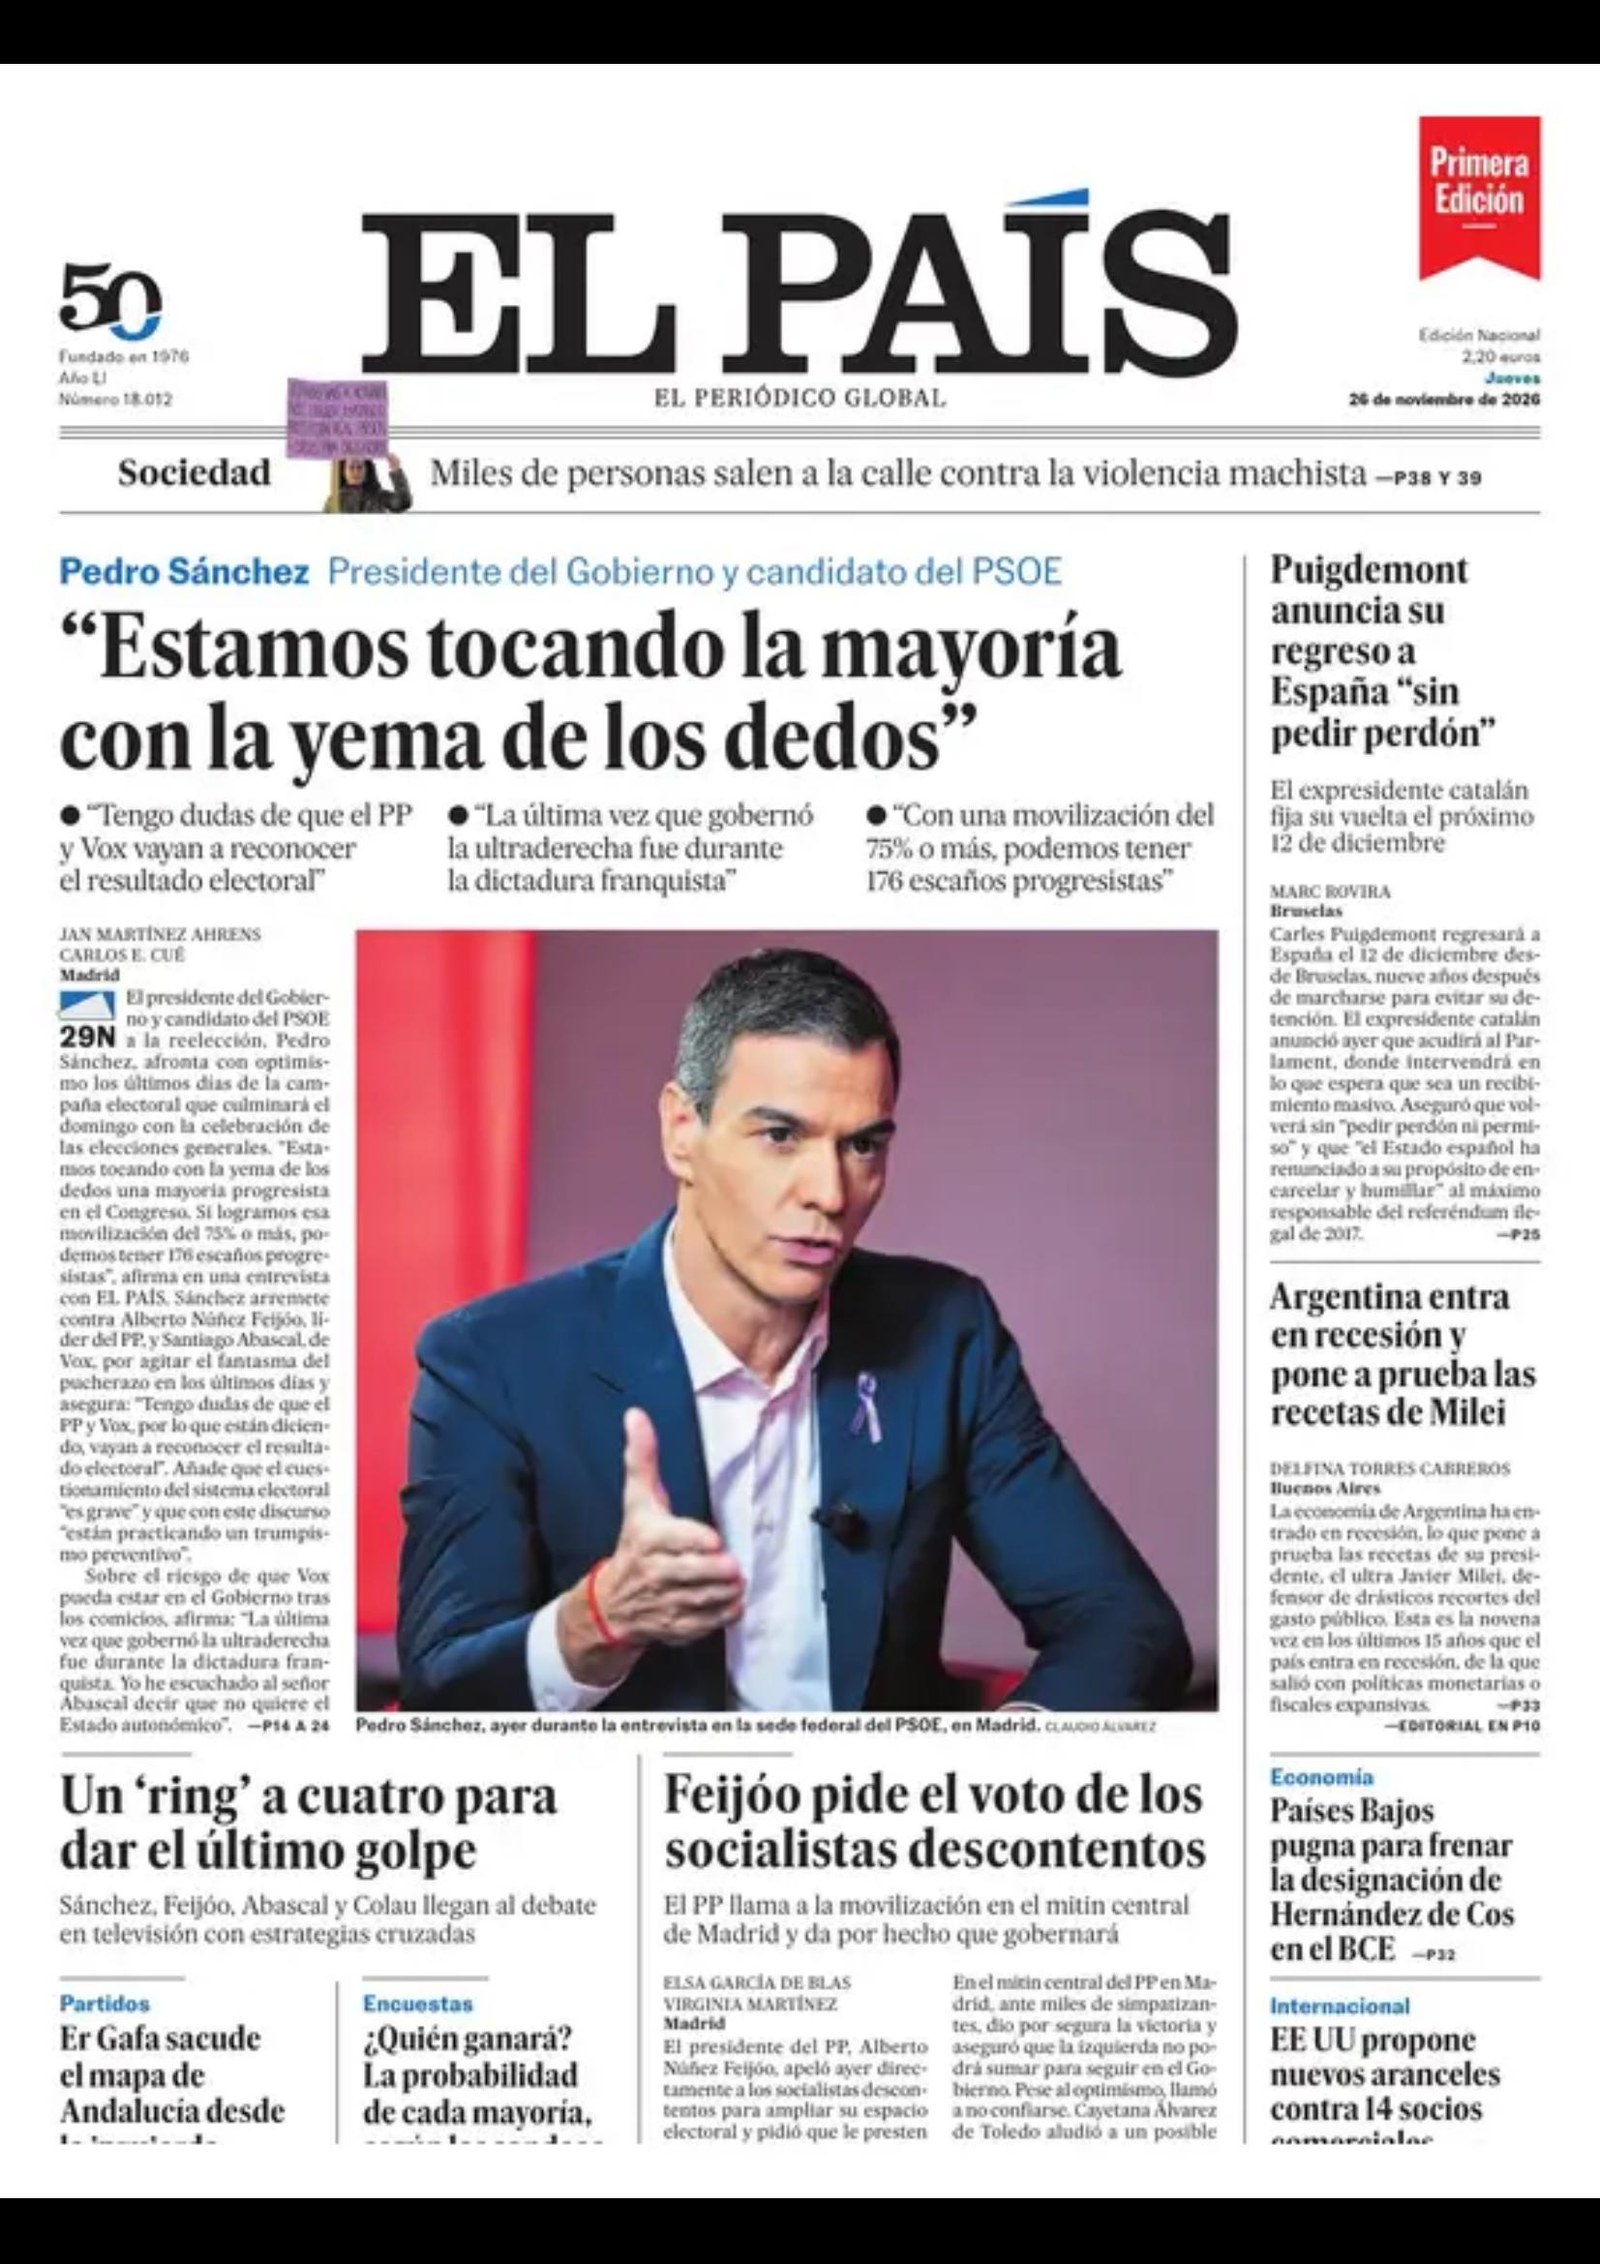 Primera
Edición
EL PAÍS
50
Fundado en 1976
Año LI
Número 18.012
EL PERIÓDICO GLOBAL
Edición Nacional
2,20 euros
Jueves
26 de noviembre de 2026
Sociedad
Miles de personas salen a la calle contra la violencia machista —P38 Y 39
Pedro Sánchez Presidente del Gobierno y candidato del PSOE
“Estamos tocando la mayoría
con la yema de los dedos”
● “Tengo dudas de que el PP
y Vox vayan a reconocer
el resultado electoral”
● “La última vez que gobernó
la ultraderecha fue durante
la dictadura franquista”
● “Con una movilización del
75% o más, podemos tener
176 escaños progresistas”
JAN MARTÍNEZ AHRENS
CARLOS E. CUÉ
Madrid
29N
El presidente del Gobier-
no y candidato del PSOE
a la reelección, Pedro
Sánchez, afronta con optimis-
mo los últimos días de la cam-
paña electoral que culminará el
domingo con la celebración de
las elecciones generales. “Esta-
mos tocando con la yema de los
dedos una mayoría progresista
en el Congreso. Si logramos esa
movilización del 75% o más, po-
demos tener 176 escaños progre-
sistas”, afirma en una entrevista
con EL PAÍS. Sánchez arremete
contra Alberto Núñez Feijóo, lí-
der del PP, y Santiago Abascal, de
Vox, por agitar el fantasma del
pucherazo en los últimos días y
asegura: “Tengo dudas de que el
PP y Vox, por lo que están dicien-
do, vayan a reconocer el resulta-
do electoral”. Añade que el cues-
tionamiento del sistema electoral
“es grave” y que con este discurso
“están practicando un trumpis-
mo preventivo”.
Sobre el riesgo de que Vox
pueda estar en el Gobierno tras
los comicios, afirma: “La última
vez que gobernó la ultraderecha
fue durante la dictadura fran-
quista. Yo he escuchado al señor
Abascal decir que no quiere el
Estado autonómico”. —P14 A 24
Pedro Sánchez, ayer durante la entrevista en la sede federal del PSOE, en Madrid. CLAUDIO ÁLVAREZ
Puigdemont
anuncia su
regreso a
España “sin
pedir perdón”
El expresidente catalán
fija su vuelta el próximo
12 de diciembre
MARC ROVIRA
Bruselas
Carles Puigdemont regresará a
España el 12 de diciembre des-
de Bruselas, nueve años después
de marcharse para evitar su de-
tención. El expresidente catalán
anunció ayer que acudirá al Par-
lament, donde intervendrá en
lo que espera que sea un recibi-
miento masivo. Aseguró que vol-
verá sin “pedir perdón ni permi-
so” y que “el Estado español ha
renunciado a su propósito de en-
carcelar y humillar” al máximo
responsable del referéndum ile-
gal de 2017. —P25
Argentina entra
en recesión y
pone a prueba las
recetas de Milei
DELFINA TORRES CABREROS
Buenos Aires
La economía de Argentina ha en-
trado en recesión, lo que pone a
prueba las recetas de su presi-
dente, el ultra Javier Milei, de-
fensor de drásticos recortes del
gasto público. Esta es la novena
vez en los últimos 15 años que el
país entra en recesión, de la que
salió con políticas monetarias o
fiscales expansivas. —P33
—EDITORIAL EN P10
Un ‘ring’ a cuatro para
dar el último golpe
Sánchez, Feijóo, Abascal y Colau llegan al debate
en televisión con estrategias cruzadas
Partidos
Er Gafa sacude
el mapa de
Andalucía desde
Encuestas
¿Quién ganará?
La probabilidad
de cada mayoría,
Feijóo pide el voto de los
socialistas descontentos
El PP llama a la movilización en el mitin central
de Madrid y da por hecho que gobernará
ELSA GARCÍA DE BLAS
VIRGINIA MARTÍNEZ
Madrid
El presidente del PP, Alberto
Núñez Feijóo, apeló ayer direc-
tamente a los socialistas descon-
tentos para ampliar su espacio
electoral y pidió que le presten
En el mitin central del PP en Ma-
drid, ante miles de simpatizan-
tes, dio por segura la victoria y
aseguró que la izquierda no po-
drá sumar para seguir en el Go-
bierno. Pese al optimismo, llamó
a no confiarse. Cayetana Álvarez
de Toledo aludió a un posible
Economía
Países Bajos
pugna para frenar
la designación de
Hernández de Cos
en el BCE —P32
Internacional
EE UU propone
nuevos aranceles
contra 14 socios
comerciales